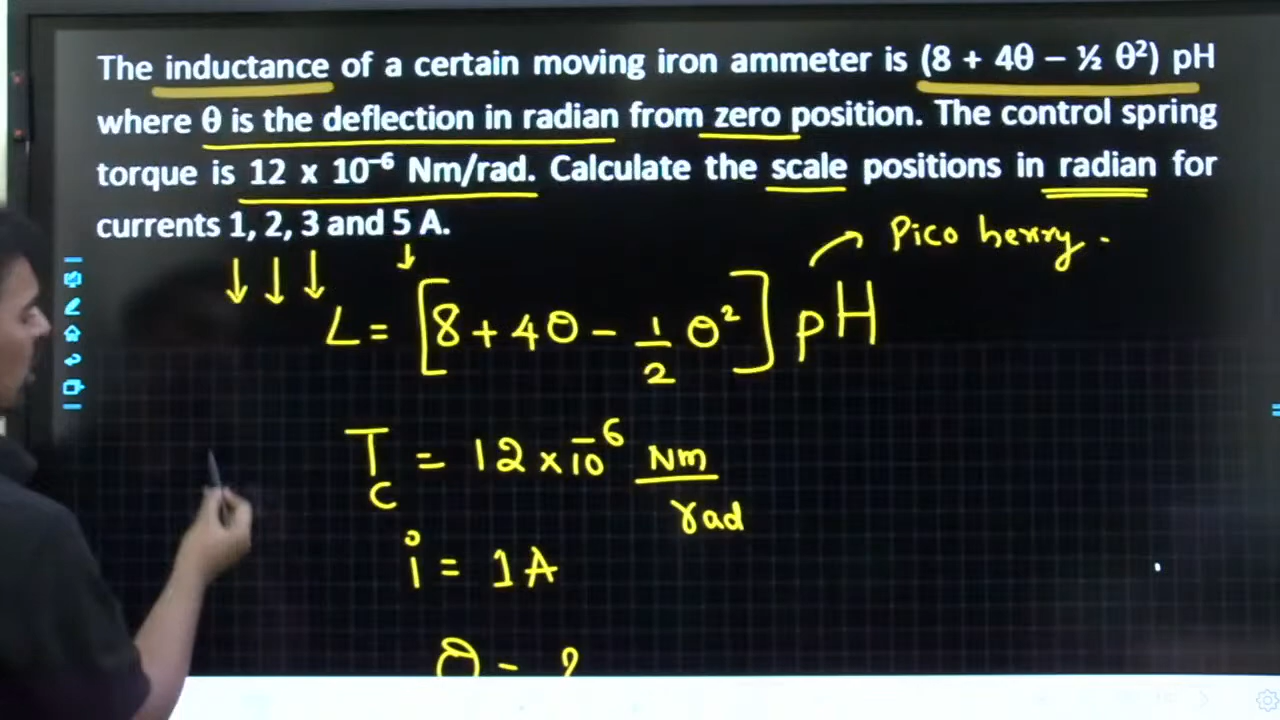 The inductance of a certain moving iron ammeter is (8 + 4θ – ½ θ²) pH
where θ is the deflection in radian from zero position. The control spring
torque is 12 x 10⁻⁶ Nm/rad. Calculate the scale positions in radian for
currents 1, 2, 3 and 5 A.
Pico henry.
L = [8 + 4θ – 1/2 θ²] pH
T_C = 12 × 10⁻⁶ Nm/rad
i = 1A
θ – ?